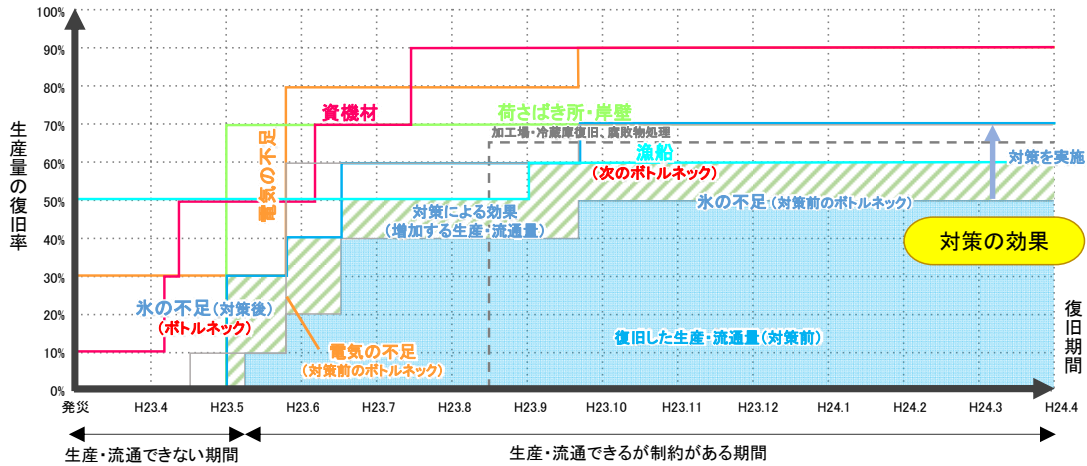 100%
90%
80%
70%
60%
50%
40%
30%
20%
10%
0%
生産量の復旧率
電気の不足
資機材
荷さばき所・岸壁
加工場・冷蔵庫復旧、腐敗物処理
漁船
(次のボトルネック)
対策を実施
対策による効果
(増加する生産・流通量)
氷の不足(対策前のボトルネック)
対策の効果
氷の不足(対策後)
(ボトルネック)
電気の不足
(対策前のボトルネック)
復旧した生産・流通量(対策前)
復旧期間
発災 H23.4 H23.5 H23.6 H23.7 H23.8 H23.9 H23.10 H23.11 H23.12 H24.1 H24.2 H24.3 H24.4
生産・流通できない期間
生産・流通できるが制約がある期間